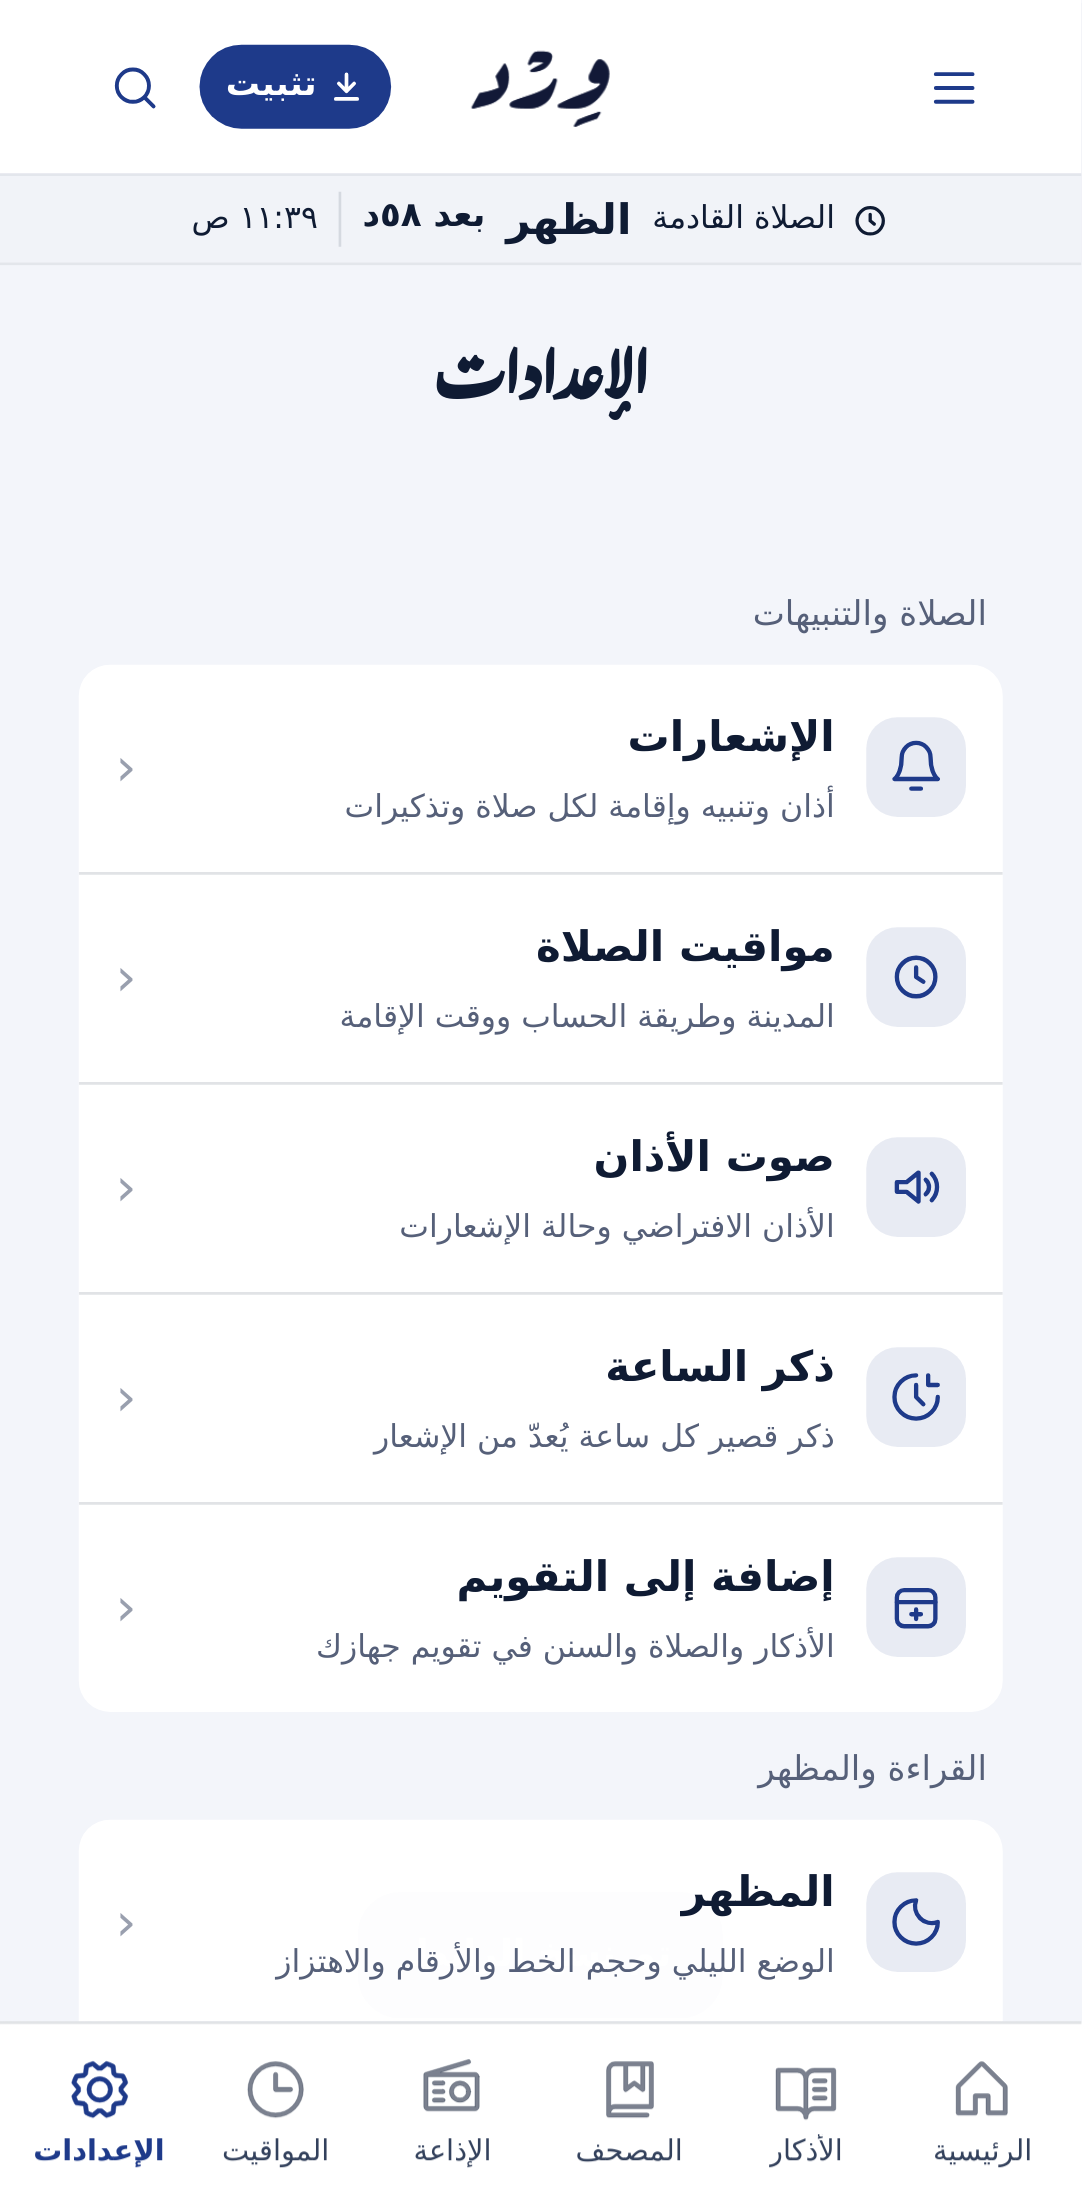 وِرْد
تثبيت
الصلاة القادمة الظهر بعد ٥٨د ١١:٣٩ ص
الإعدادات
الصلاة والتنبيهات
الإشعارات
أذان وتنبيه وإقامة لكل صلاة وتذكيرات
مواقيت الصلاة
المدينة وطريقة الحساب ووقت الإقامة
صوت الأذان
الأذان الافتراضي وحالة الإشعارات
ذكر الساعة
ذكر قصير كل ساعة يُعدّ من الإشعار
إضافة إلى التقويم
الأذكار والصلاة والسنن في تقويم جهازك
القراءة والمظهر
المظهر
الوضع الليلي وحجم الخط والأرقام والاهتزاز
الرئيسية الأذكار المصحف الإذاعة المواقيت الإعدادات